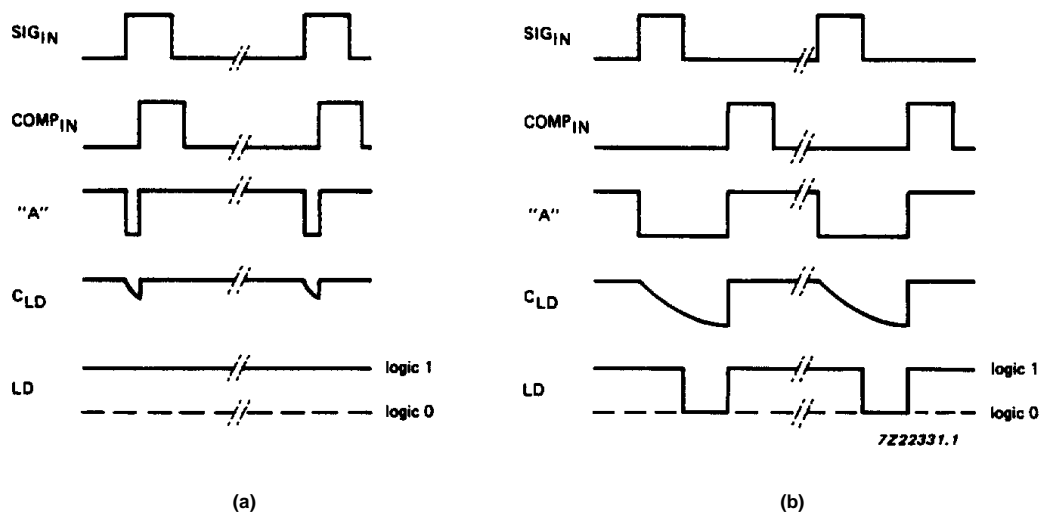 SIGIN
COMPIN
"A"
CLD
LD
logic 1
logic 0
(a)
SIGIN
COMPIN
"A"
CLD
LD
logic 1
logic 0
7Z22331.1
(b)